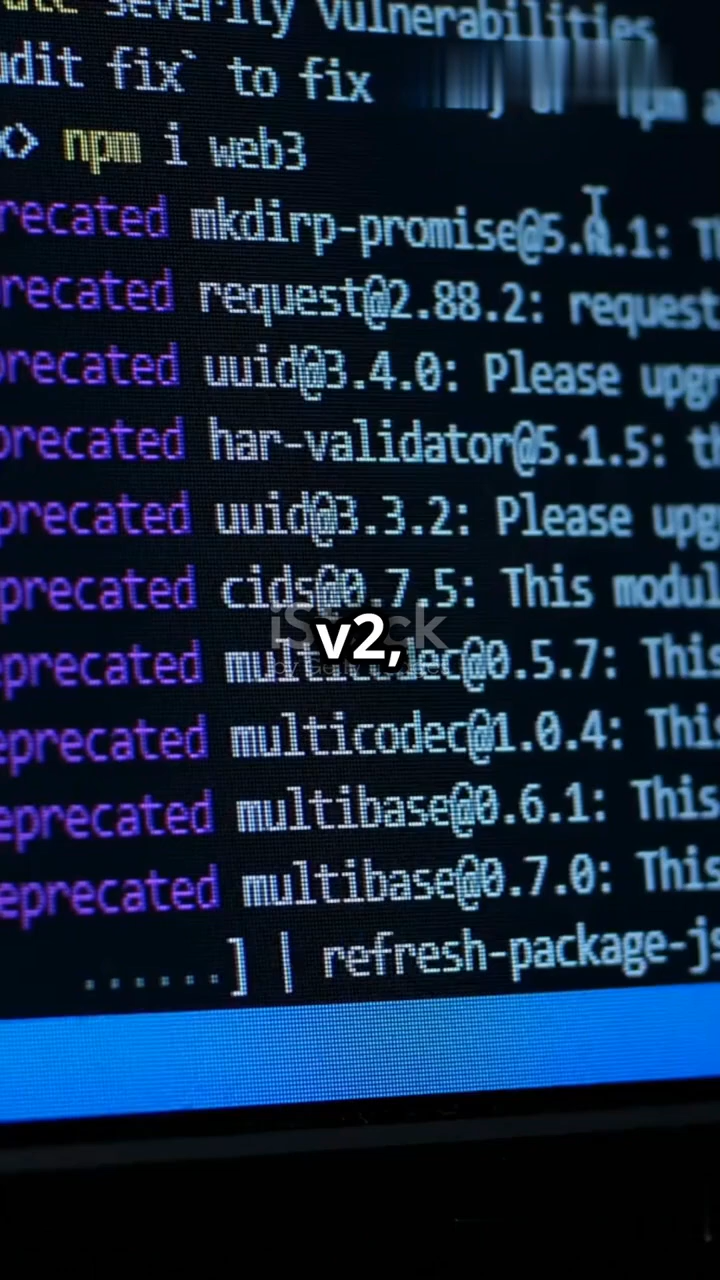 severity vulnerabilities
udit fix` to fix
npm i web3
recated mkdirp-promise@5.0.1:
recated request@2.88.2: request
precated uuid@3.4.0: Please upgr
precated har-validator@5.1.5: th
precated uuid@3.3.2: Please upg
precated cids@0.7.5: This modul
iStock
v2,
eprecated multicodec@0.5.7: This
eprecated multicodec@1.0.4: This
eprecated multibase@0.6.1: This
eprecated multibase@0.7.0: This
......] | refresh-package-js